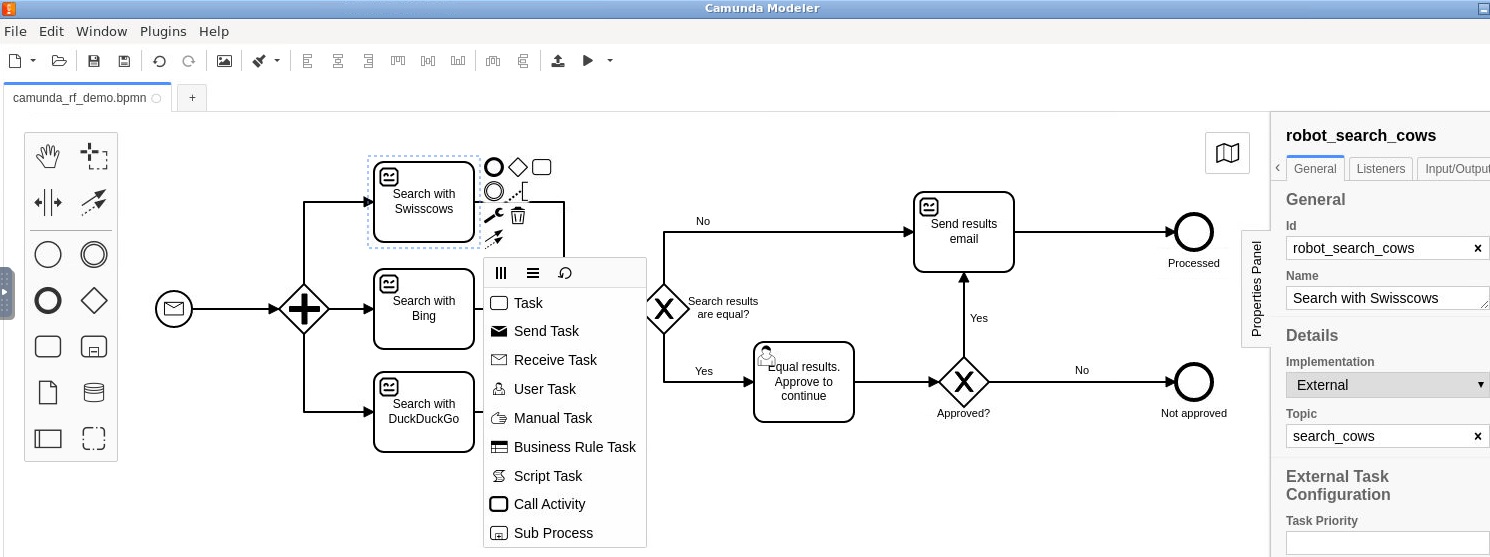 Camunda Modeler
File Edit Window Plugins Help
camunda_rf_demo.bpmn
+
Search with
Swisscows
Search with
Bing
Search with
DuckDuckGo
Task
Send Task
Receive Task
User Task
Manual Task
Business Rule Task
Script Task
Call Activity
Sub Process
No
Search results
are equal?
Yes
Send results
email
Equal results.
Approve to
continue
Yes
Approved?
No
Processed
Not approved
Properties Panel
robot_search_cows
General Listeners Input/Output
General
Id
robot_search_cows
Name
Search with Swisscows
Details
Implementation
External
Topic
search_cows
External Task
Configuration
Task Priority